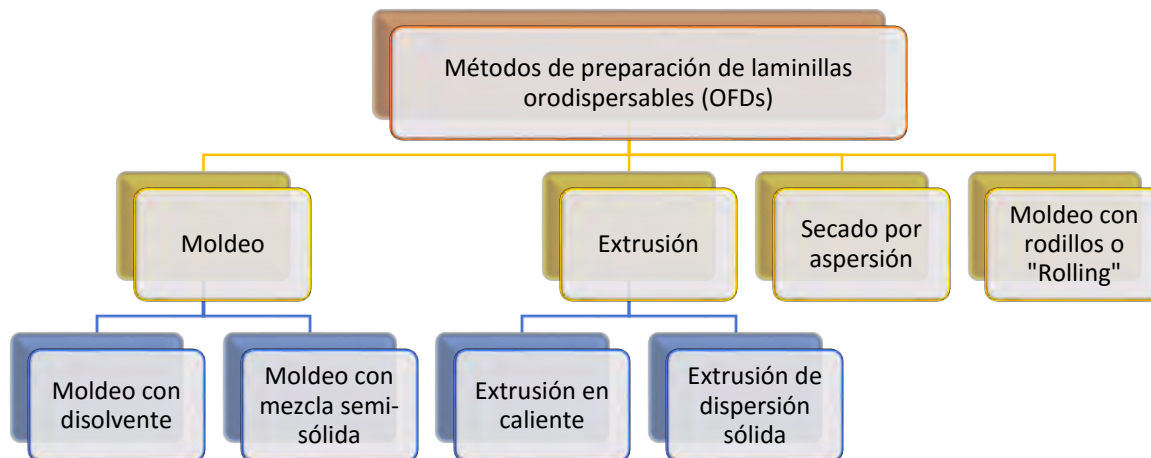 Métodos de preparación de laminillas
orodispersables (OFDs)
Moldeo
Extrusión
Secado por
aspersión
Moldeo con
rodillos o
"Rolling"
Moldeo con
disolvente
Moldeo con
mezcla semi-
sólida
Extrusión en
caliente
Extrusión de
dispersión
sólida